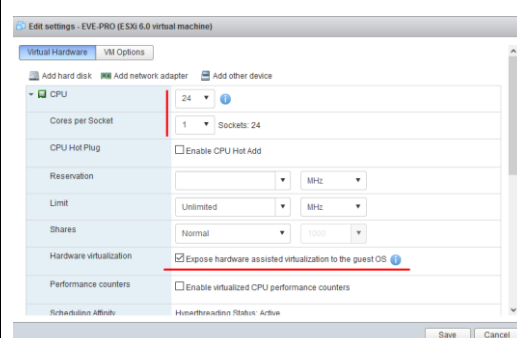 Edit settings - EVE-PRO (ESXi 6.0 virtual machine)
Virtual Hardware VM Options
Add hard disk Add network adapter Add other device
CPU 24
Cores per Socket 1 Sockets: 24
CPU Hot Plug Enable CPU Hot Add
Reservation MHz
Limit Unlimited MHz
Shares Normal 1000
Hardware virtualization Expose hardware assisted virtualization to the guest OS
Performance counters Enable virtualized CPU performance counters
Scheduling Affinity Hyperthreading Status: Active
Save Cancel